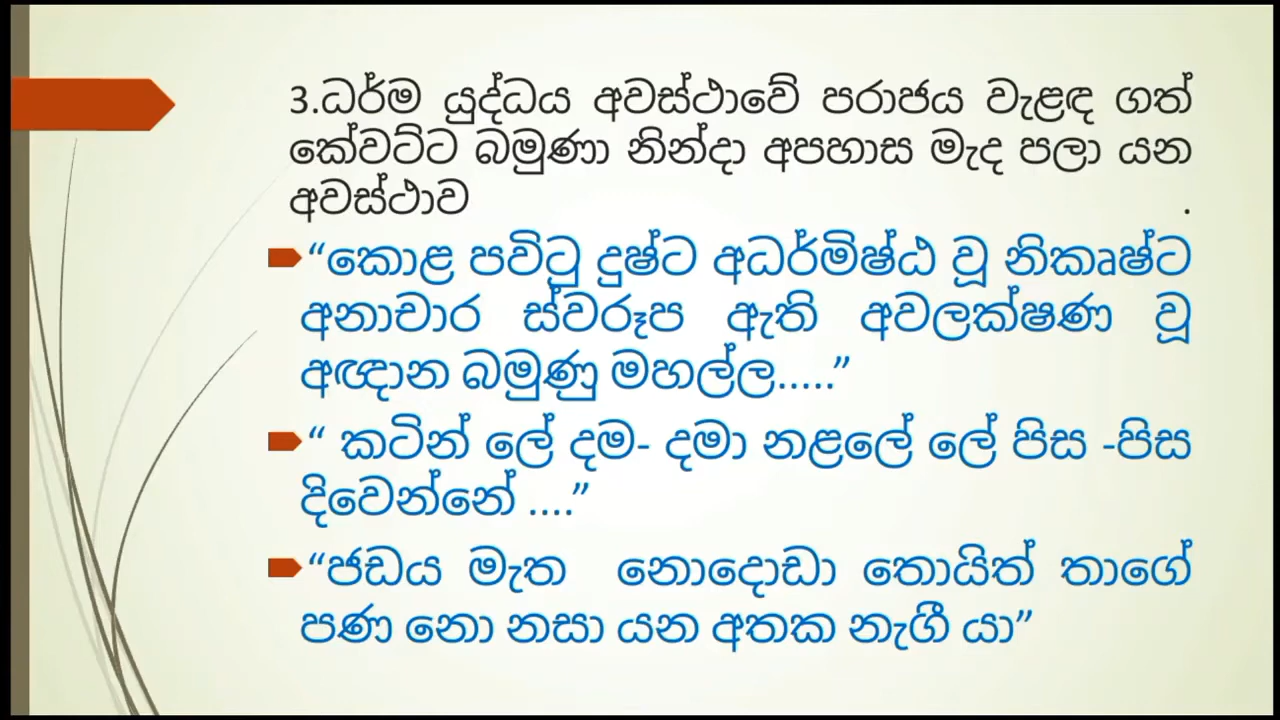 3.ධර්ම යුද්ධය අවස්ථාවේ පරාජය වැළඳ ගත්
කේවට්ට බමුණා නින්දා අපහාස මැද පලා යන
අවස්ථාව .
“කොළ පවිටු දුෂ්ට අධර්මිෂ්ඨ වූ නිකෘෂ්ට
අනාචාර ස්වරූප ඇති අවලක්ෂණ වූ
අඥාන බමුණු මහල්ල.....”
“ කටින් ලේ දම- දමා නළලේ ලේ පිස -පිස
දිවෙන්නේ ....”
“ජඩය මැත නොදොඩා තොයිත් තාගේ
පණ නො නසා යන අතක නැගී යා”